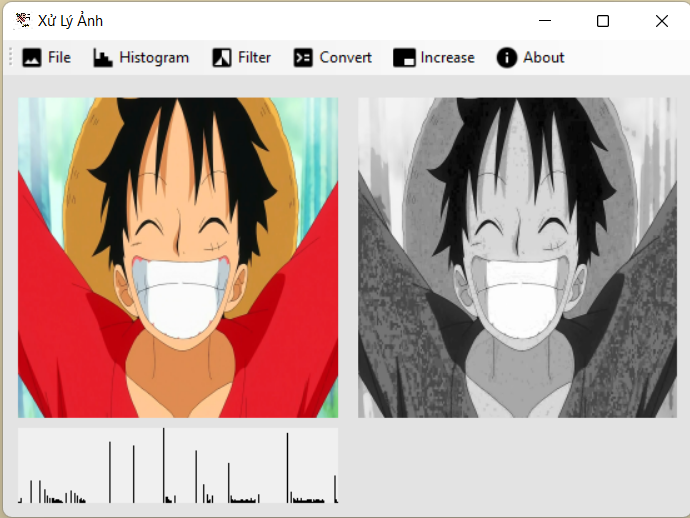 Xử Lý Ảnh
File Histogram Filter Convert Increase About